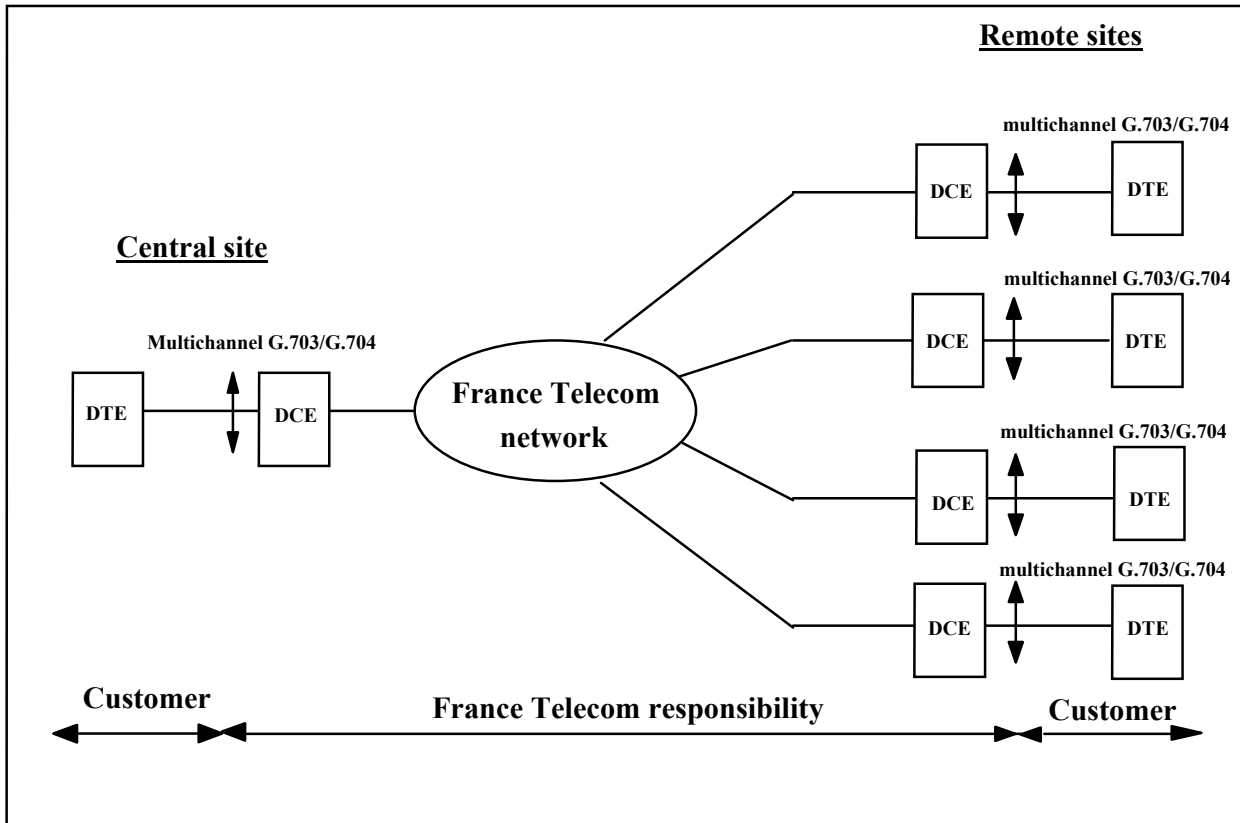 Remote sites
multichannel G.703/G.704
DCE
DTE
Central site
multichannel G.703/G.704
DCE
DTE
Multichannel G.703/G.704
DTE
DCE
France Telecom
network
multichannel G.703/G.704
DCE
DTE
multichannel G.703/G.704
DCE
DTE
Customer
France Telecom responsibility
Customer